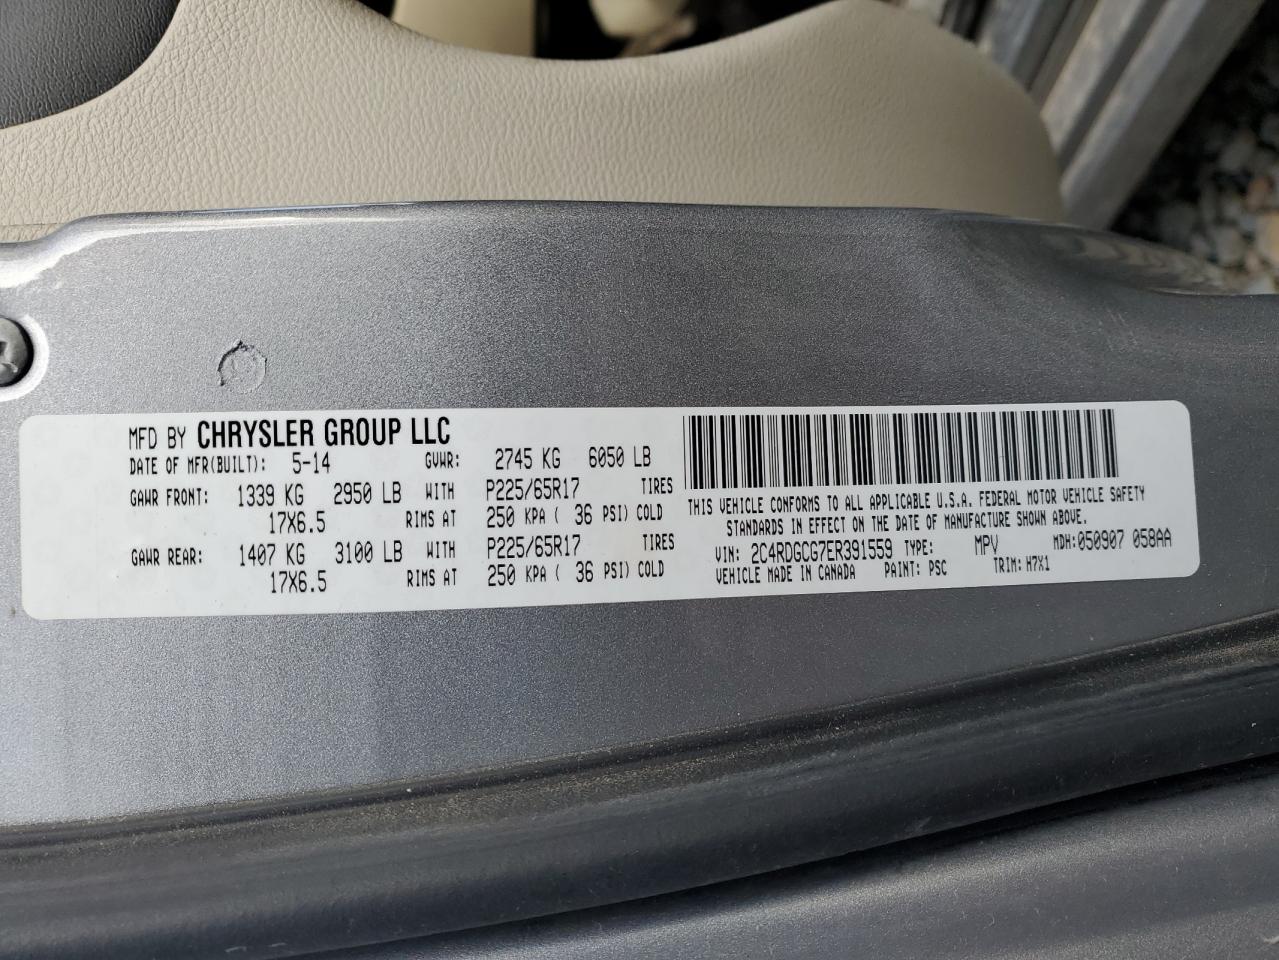 MFD BY CHRYSLER GROUP LLC
DATE OF MFR(BUILT): 5-14 GVWR: 2745 KG 6050 LB
GAWR FRONT: 1339 KG 2950 LB WITH P225/65R17 TIRES
17X6.5 RIMS AT 250 KPA ( 36 PSI) COLD
GAWR REAR: 1407 KG 3100 LB WITH P225/65R17 TIRES
17X6.5 RIMS AT 250 KPA ( 36 PSI) COLD
THIS VEHICLE CONFORMS TO ALL APPLICABLE U.S.A. FEDERAL MOTOR VEHICLE SAFETY
STANDARDS IN EFFECT ON THE DATE OF MANUFACTURE SHOWN ABOVE.
VIN: 2C4RDGCG7ER391559 TYPE: MPV MDH:050907 058AA
VEHICLE MADE IN CANADA PAINT: PSC TRIM: H7X1